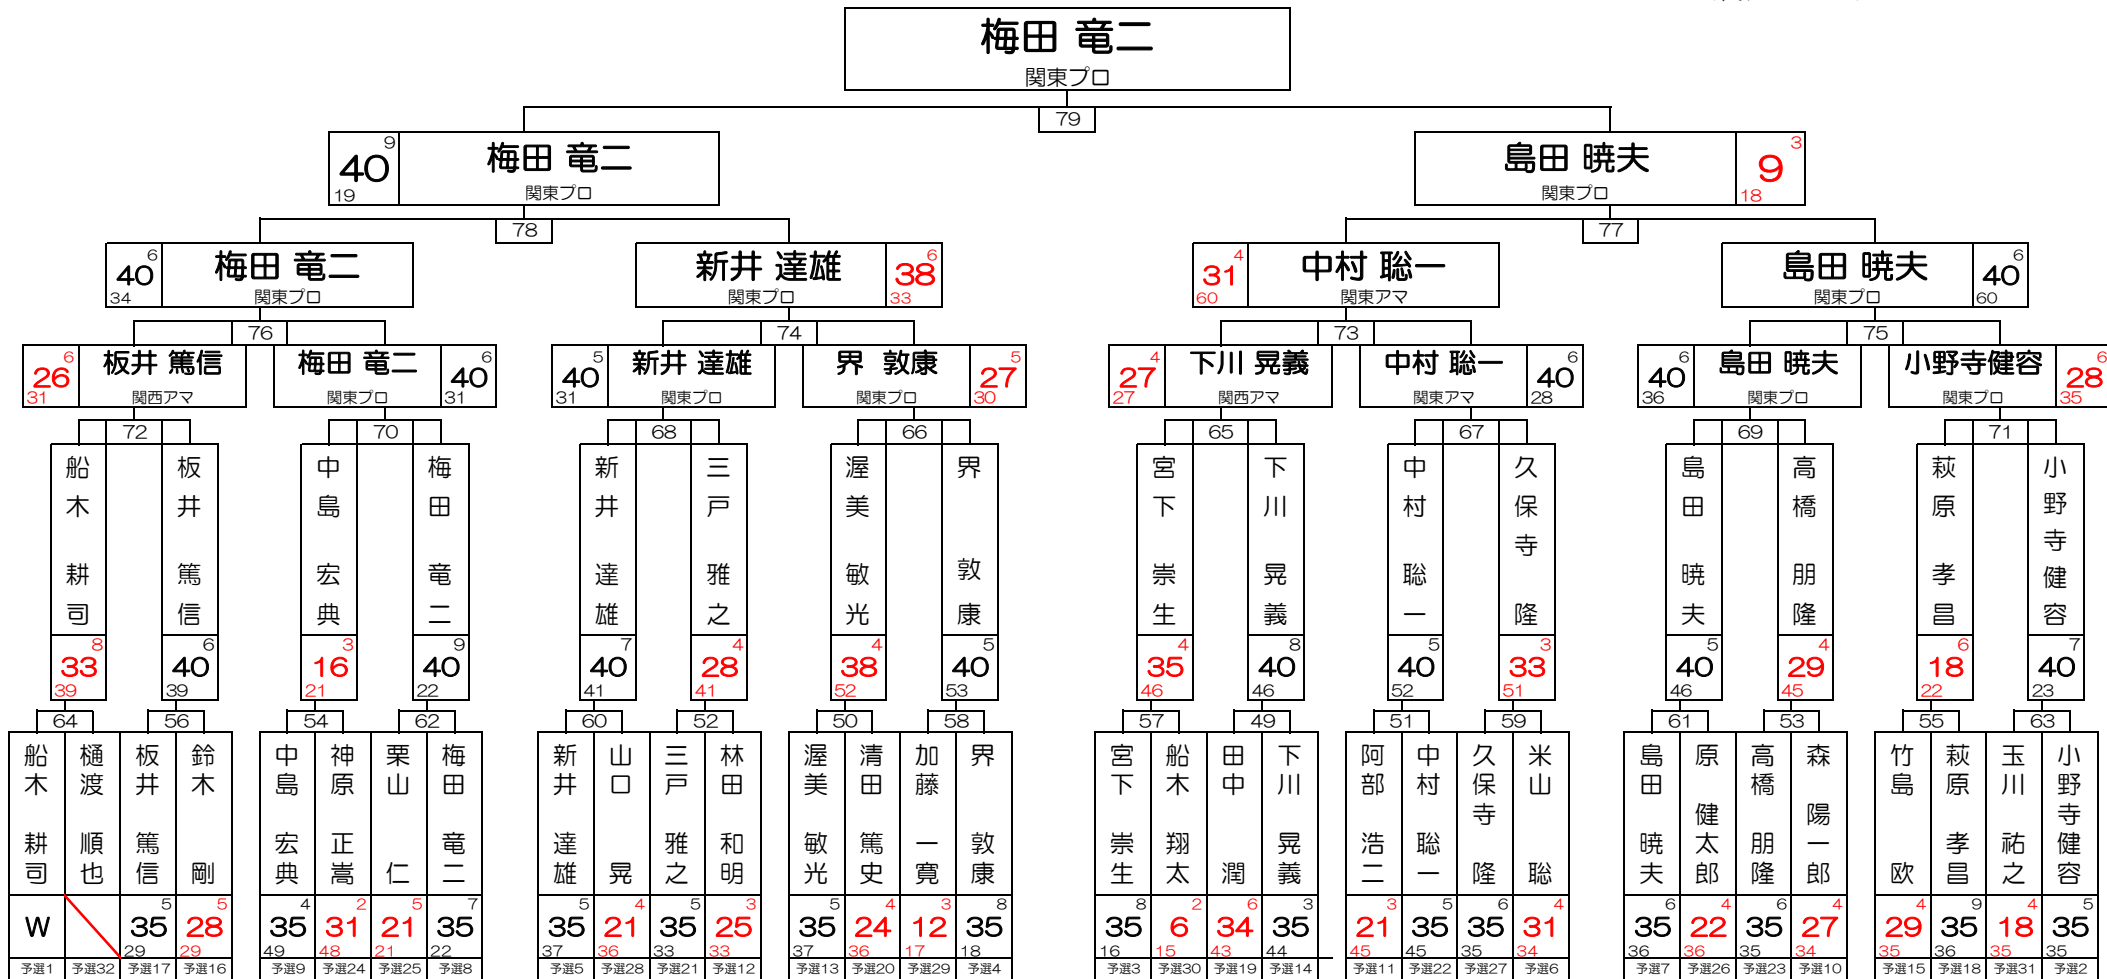 梅田 竜二
関東プロ
79
9
40
19
梅田 竜二
関東プロ
島田 暁夫
関東プロ
3
9
18
78
77
6
40
34
梅田 竜二
関東プロ
新井 達雄
関東プロ
6
38
33
4
31
60
中村 聡一
関東アマ
島田 暁夫
関東プロ
6
40
60
76
74
73
75
6
26
31
板井 篤信
関西アマ
梅田 竜二
関東プロ
6
40
31
5
40
31
新井 達雄
関東プロ
界 敦康
関東プロ
5
27
30
4
27
27
下川 晃義
関西アマ
中村 聡一
関東アマ
6
40
28
6
40
36
島田 暁夫
関東プロ
小野寺健容
関東プロ
6
28
35
72
70
68
66
65
67
69
71
船木 耕司
板井 篤信
中島 宏典
梅田 竜二
新井 達雄
三戸 雅之
渥美 敏光
界 敦康
宮下 崇生
下川 晃義
中村 聡一
久保寺 隆
島田 暁夫
高橋 朋隆
萩原 孝昌
小野寺健容
8
33
39
6
40
39
3
16
21
9
40
22
7
40
41
4
28
41
4
38
52
5
40
53
4
35
46
8
40
46
5
40
52
3
33
51
5
40
46
4
29
45
6
18
22
7
40
23
64
56
54
62
60
52
50
58
57
49
51
59
61
53
55
63
船木 耕司
樋渡 順也
板井 篤信
鈴木 剛
中島 宏典
神原 正嵩
栗山 仁
梅田 竜二
新井 達雄
山口 晃
三戸 雅之
林田 和明
渥美 敏光
清田 篤史
加藤 一寛
界 敦康
宮下 崇生
船木 翔太
田中 潤
下川 晃義
阿部 浩二
中村 聡一
久保寺 隆
米山 聡
島田 暁夫
原 健太郎
高橋 朋隆
森 陽一郎
竹島 欧
萩原 孝昌
玉川 祐之
小野寺健容
W
5
35
29
5
28
29
4
35
49
2
31
48
5
21
21
7
35
22
5
35
37
4
21
36
5
35
33
3
25
33
5
35
37
4
24
36
3
12
17
8
35
18
8
35
16
2
6
15
6
34
43
3
35
44
3
21
45
5
35
45
6
35
35
4
31
34
6
35
36
4
22
36
6
35
35
4
27
34
4
29
35
9
35
36
4
18
35
5
35
35
予選1 予選32 予選17 予選16 予選9 予選24 予選25 予選8 予選5 予選28 予選21 予選12 予選13 予選20 予選29 予選4 予選3 予選30 予選19 予選14 予選11 予選22 予選27 予選6 予選7 予選26 予選23 予選10 予選15 予選18 予選31 予選2